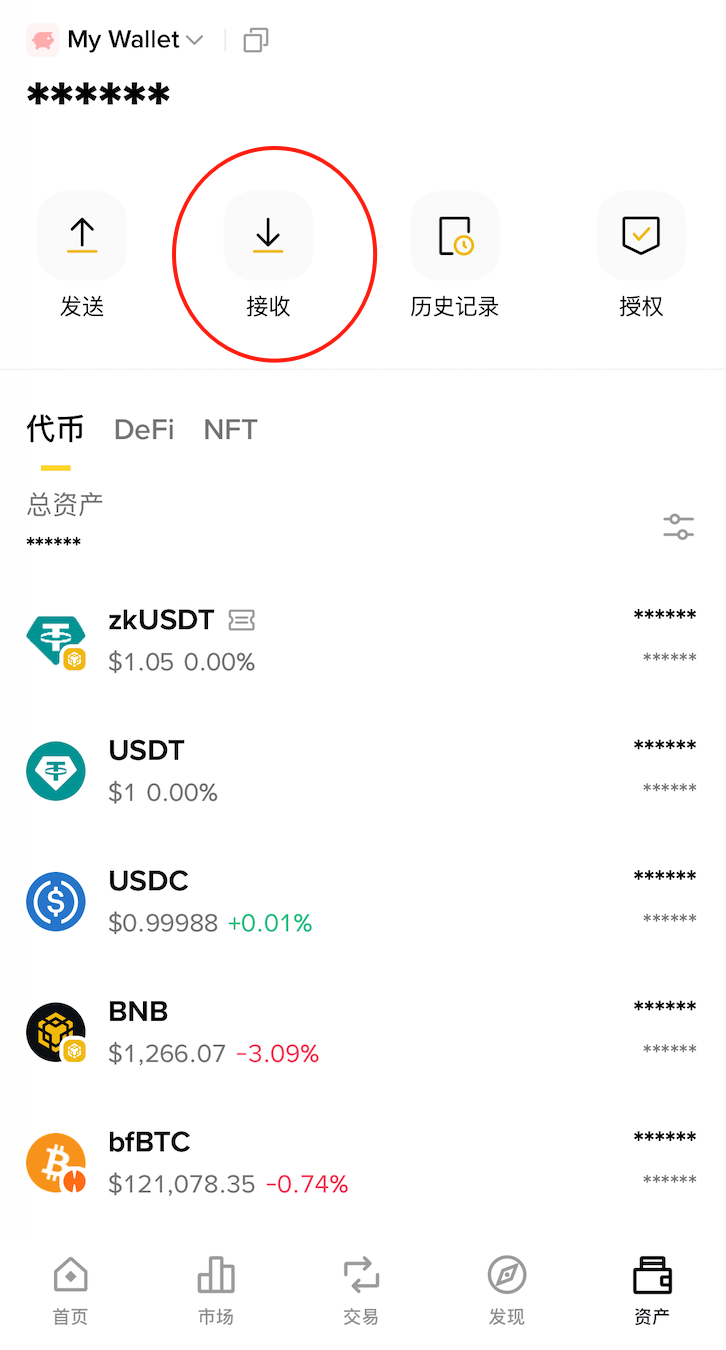 My Wallet
******
发送 接收 历史记录 授权
代币 DeFi NFT
总资产
******
zkUSDT ******
$1.05 0.00% ******
USDT ******
$1 0.00% ******
USDC ******
$0.99988 +0.01% ******
BNB ******
$1,266.07 -3.09% ******
bfBTC ******
$121,078.35 -0.74% ******
首页 市场 交易 发现 资产